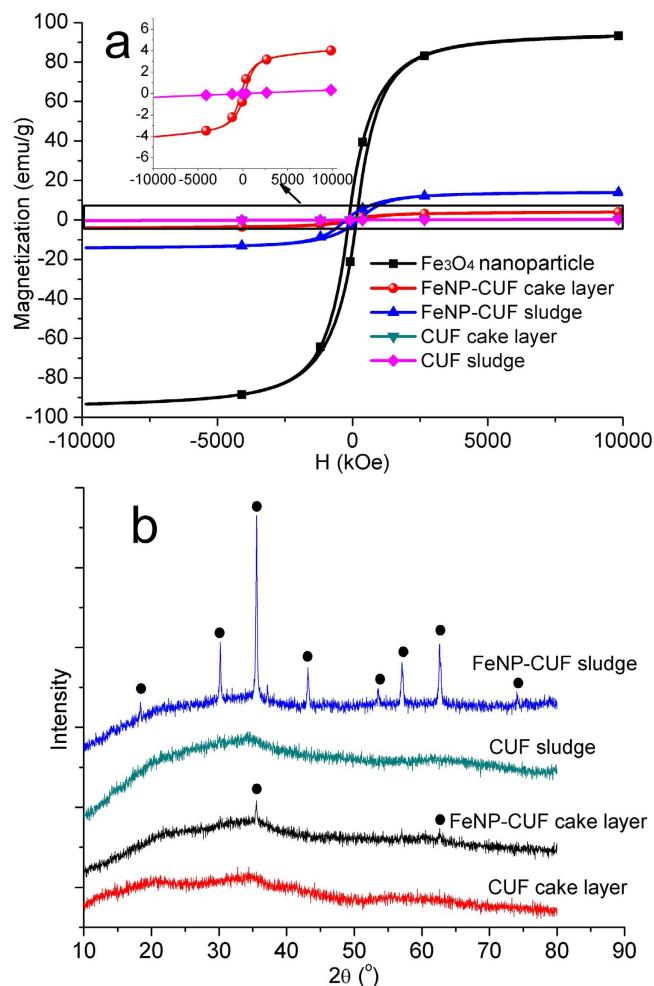 a
Magnetization (emu/g)
100
80
60
40
20
0
-20
-40
-60
-80
-100
-10000 -5000 0 5000 10000
H (kOe)
6
4
2
0
-2
-4
-6
-10000 -5000 0 5000 10000
Fe₃O₄ nanoparticle
FeNP-CUF cake layer
FeNP-CUF sludge
CUF cake layer
CUF sludge
b
Intensity
FeNP-CUF sludge
CUF sludge
FeNP-CUF cake layer
CUF cake layer
10 20 30 40 50 60 70 80 90
2θ (°)